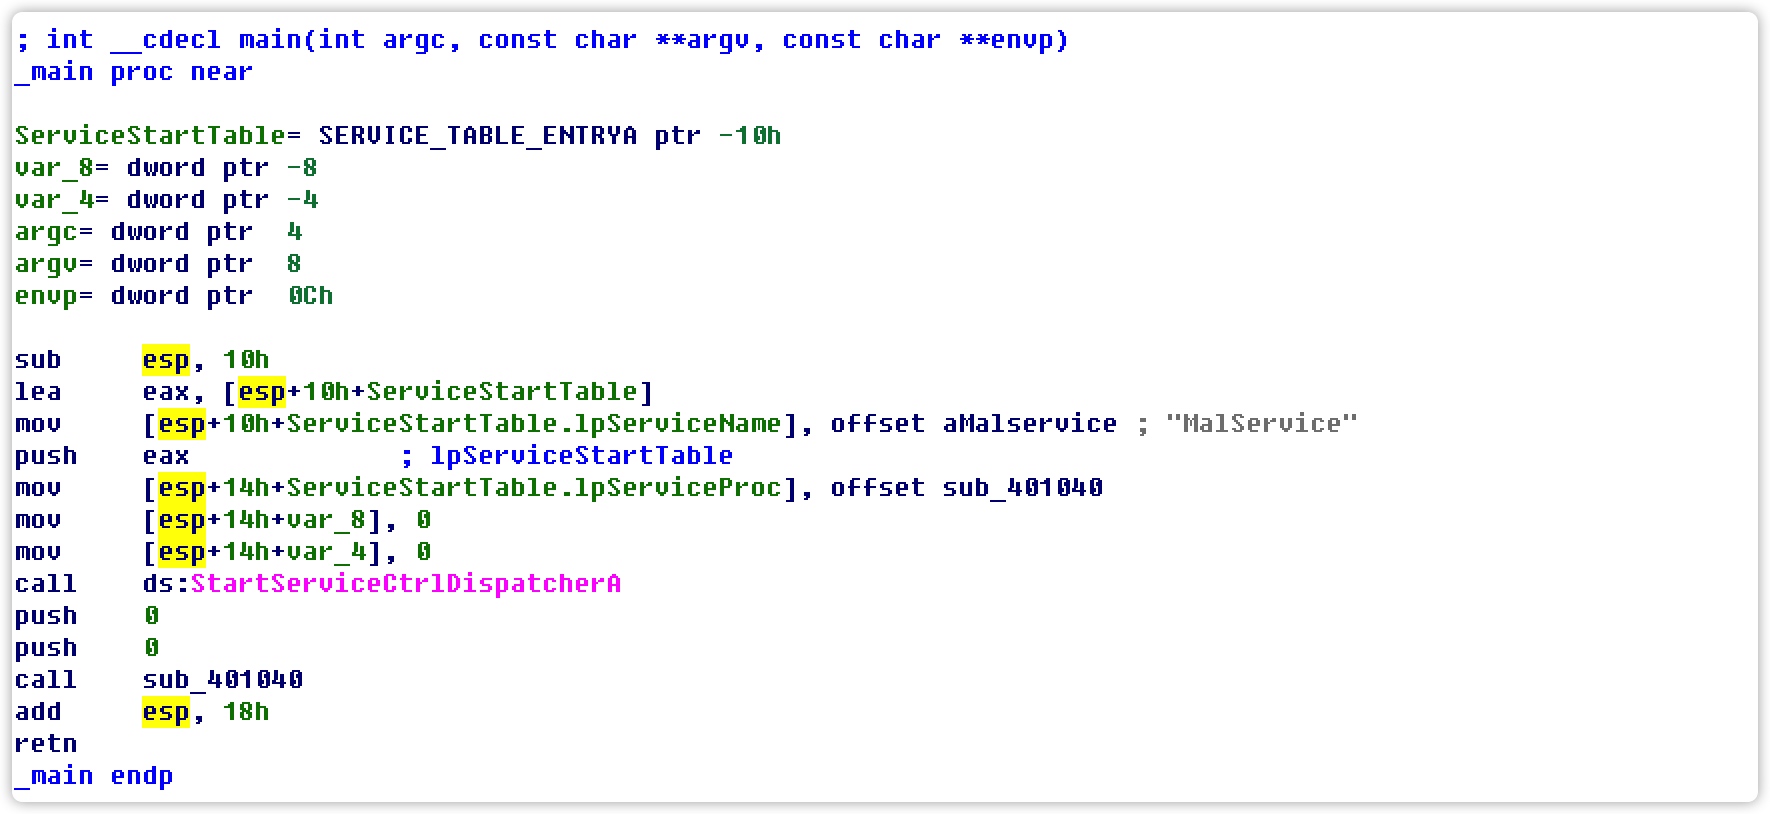 ; int __cdecl main(int argc, const char **argv, const char **envp)
_main proc near
ServiceStartTable= SERVICE_TABLE_ENTRYA ptr -10h
var_8= dword ptr -8
var_4= dword ptr -4
argc= dword ptr  4
argv= dword ptr  8
envp= dword ptr  0Ch
sub     esp, 10h
lea     eax, [esp+10h+ServiceStartTable]
mov     [esp+10h+ServiceStartTable.lpServiceName], offset aMalservice ; "MalService"
push    eax             ; lpServiceStartTable
mov     [esp+14h+ServiceStartTable.lpServiceProc], offset sub_401040
mov     [esp+14h+var_8], 0
mov     [esp+14h+var_4], 0
call    ds:StartServiceCtrlDispatcherA
push    0
push    0
call    sub_401040
add     esp, 18h
retn
_main endp